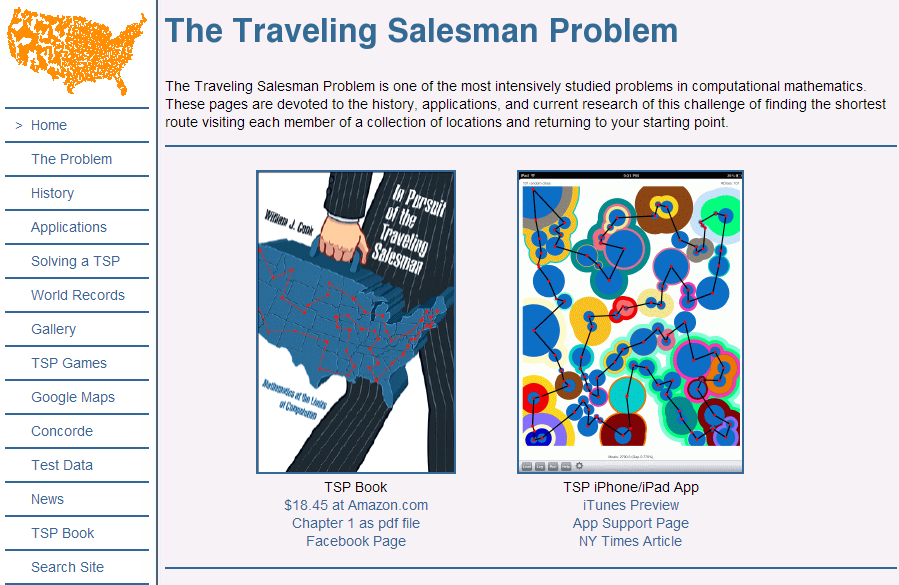 The Traveling Salesman Problem
The Traveling Salesman Problem is one of the most intensively studied problems in computational mathematics.
These pages are devoted to the history, applications, and current research of this challenge of finding the shortest
route visiting each member of a collection of locations and returning to your starting point.
> Home
The Problem
History
Applications
Solving a TSP
World Records
Gallery
TSP Games
Google Maps
Concorde
Test Data
News
TSP Book
Search Site
William J. Cook
In Pursuit
of the
Traveling
Salesman
Mathematics at the Limits
of Computation
TSP Book
$18.45 at Amazon.com
Chapter 1 as pdf file
Facebook Page
iPad
TSP iPhone/iPad App
iTunes Preview
App Support Page
NY Times Article